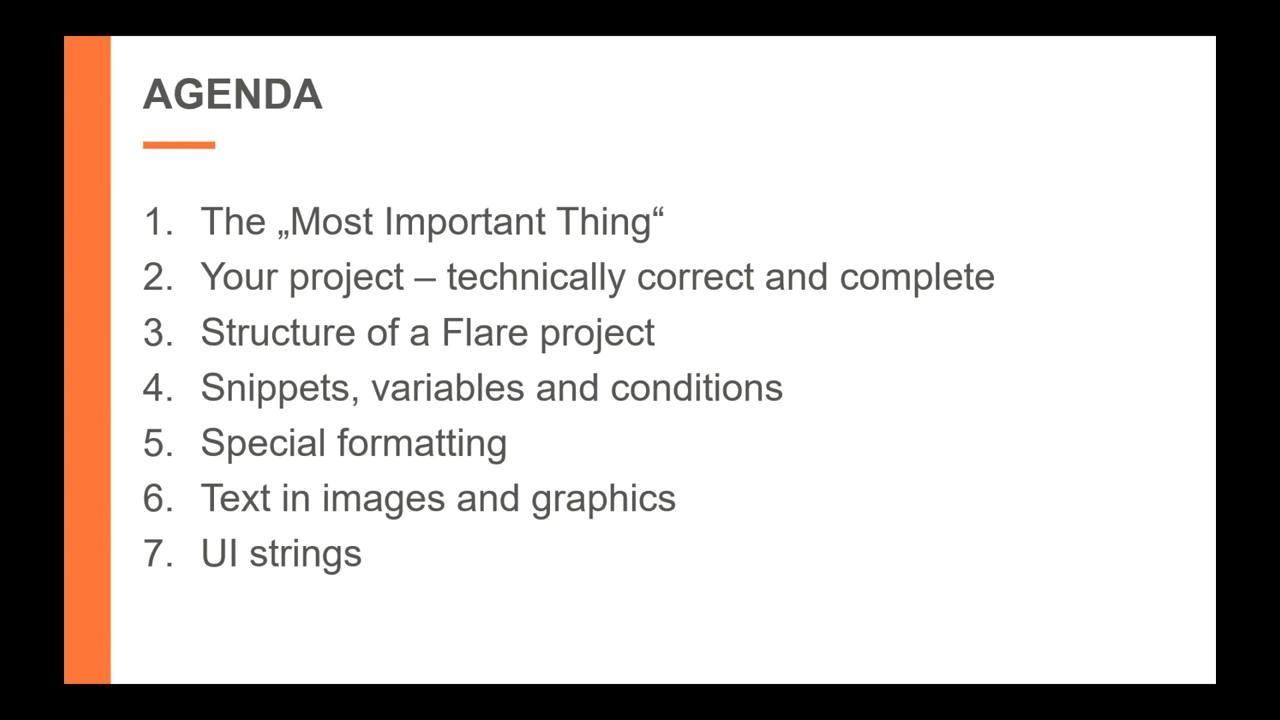 AGENDA
1. The „Most Important Thing“
2. Your project – technically correct and complete
3. Structure of a Flare project
4. Snippets, variables and conditions
5. Special formatting
6. Text in images and graphics
7. UI strings